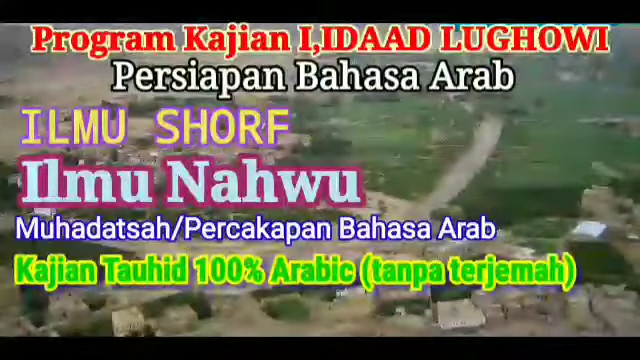 Program Kajian I,IDAAD LUGHOWI
Persiapan Bahasa Arab
ILMU SHORF
Ilmu Nahwu
Muhadatsah/Percakapan Bahasa Arab
Kajian Tauhid 100% Arabic (tanpa terjemah)